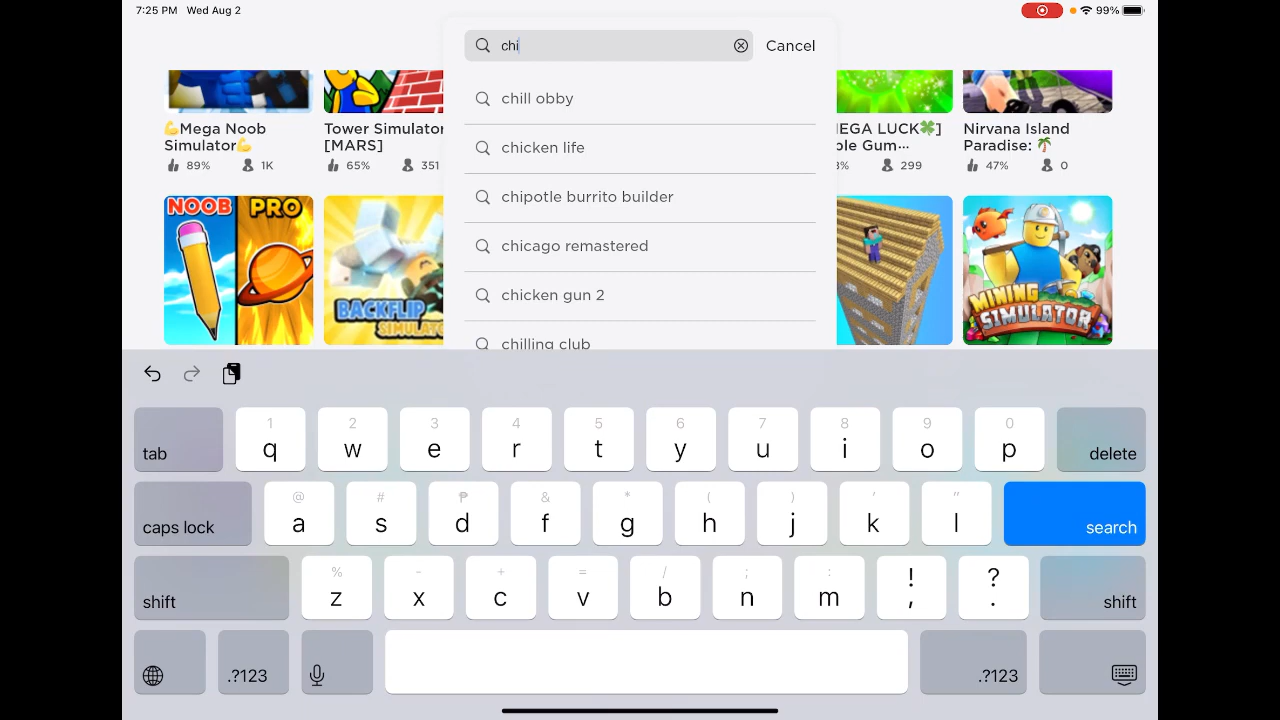 7:25 PM Wed Aug 2
99%
chi
Cancel
chill obby
chicken life
chipotle burrito builder
chicago remastered
chicken gun 2
chilling club
💪Mega Noob
Simulator💪
89% 1K
Tower Simulator
[MARS]
65% 351
EGA LUCK🍀]
ble Gum...
3% 299
Nirvana Island
Paradise: 🌴
47% 0
NOOB PRO
BACKFLIP
SIMULATO
MINING
SIMULATOR
1 2 3 4 5 6 7 8 9 0
tab q w e r t y u i o p delete
@ # ₱ & * ( ) ' "
caps lock a s d f g h j k l search
% - + = / ; : ! ?
shift z x c v b n m , . shift
.?123 .?123